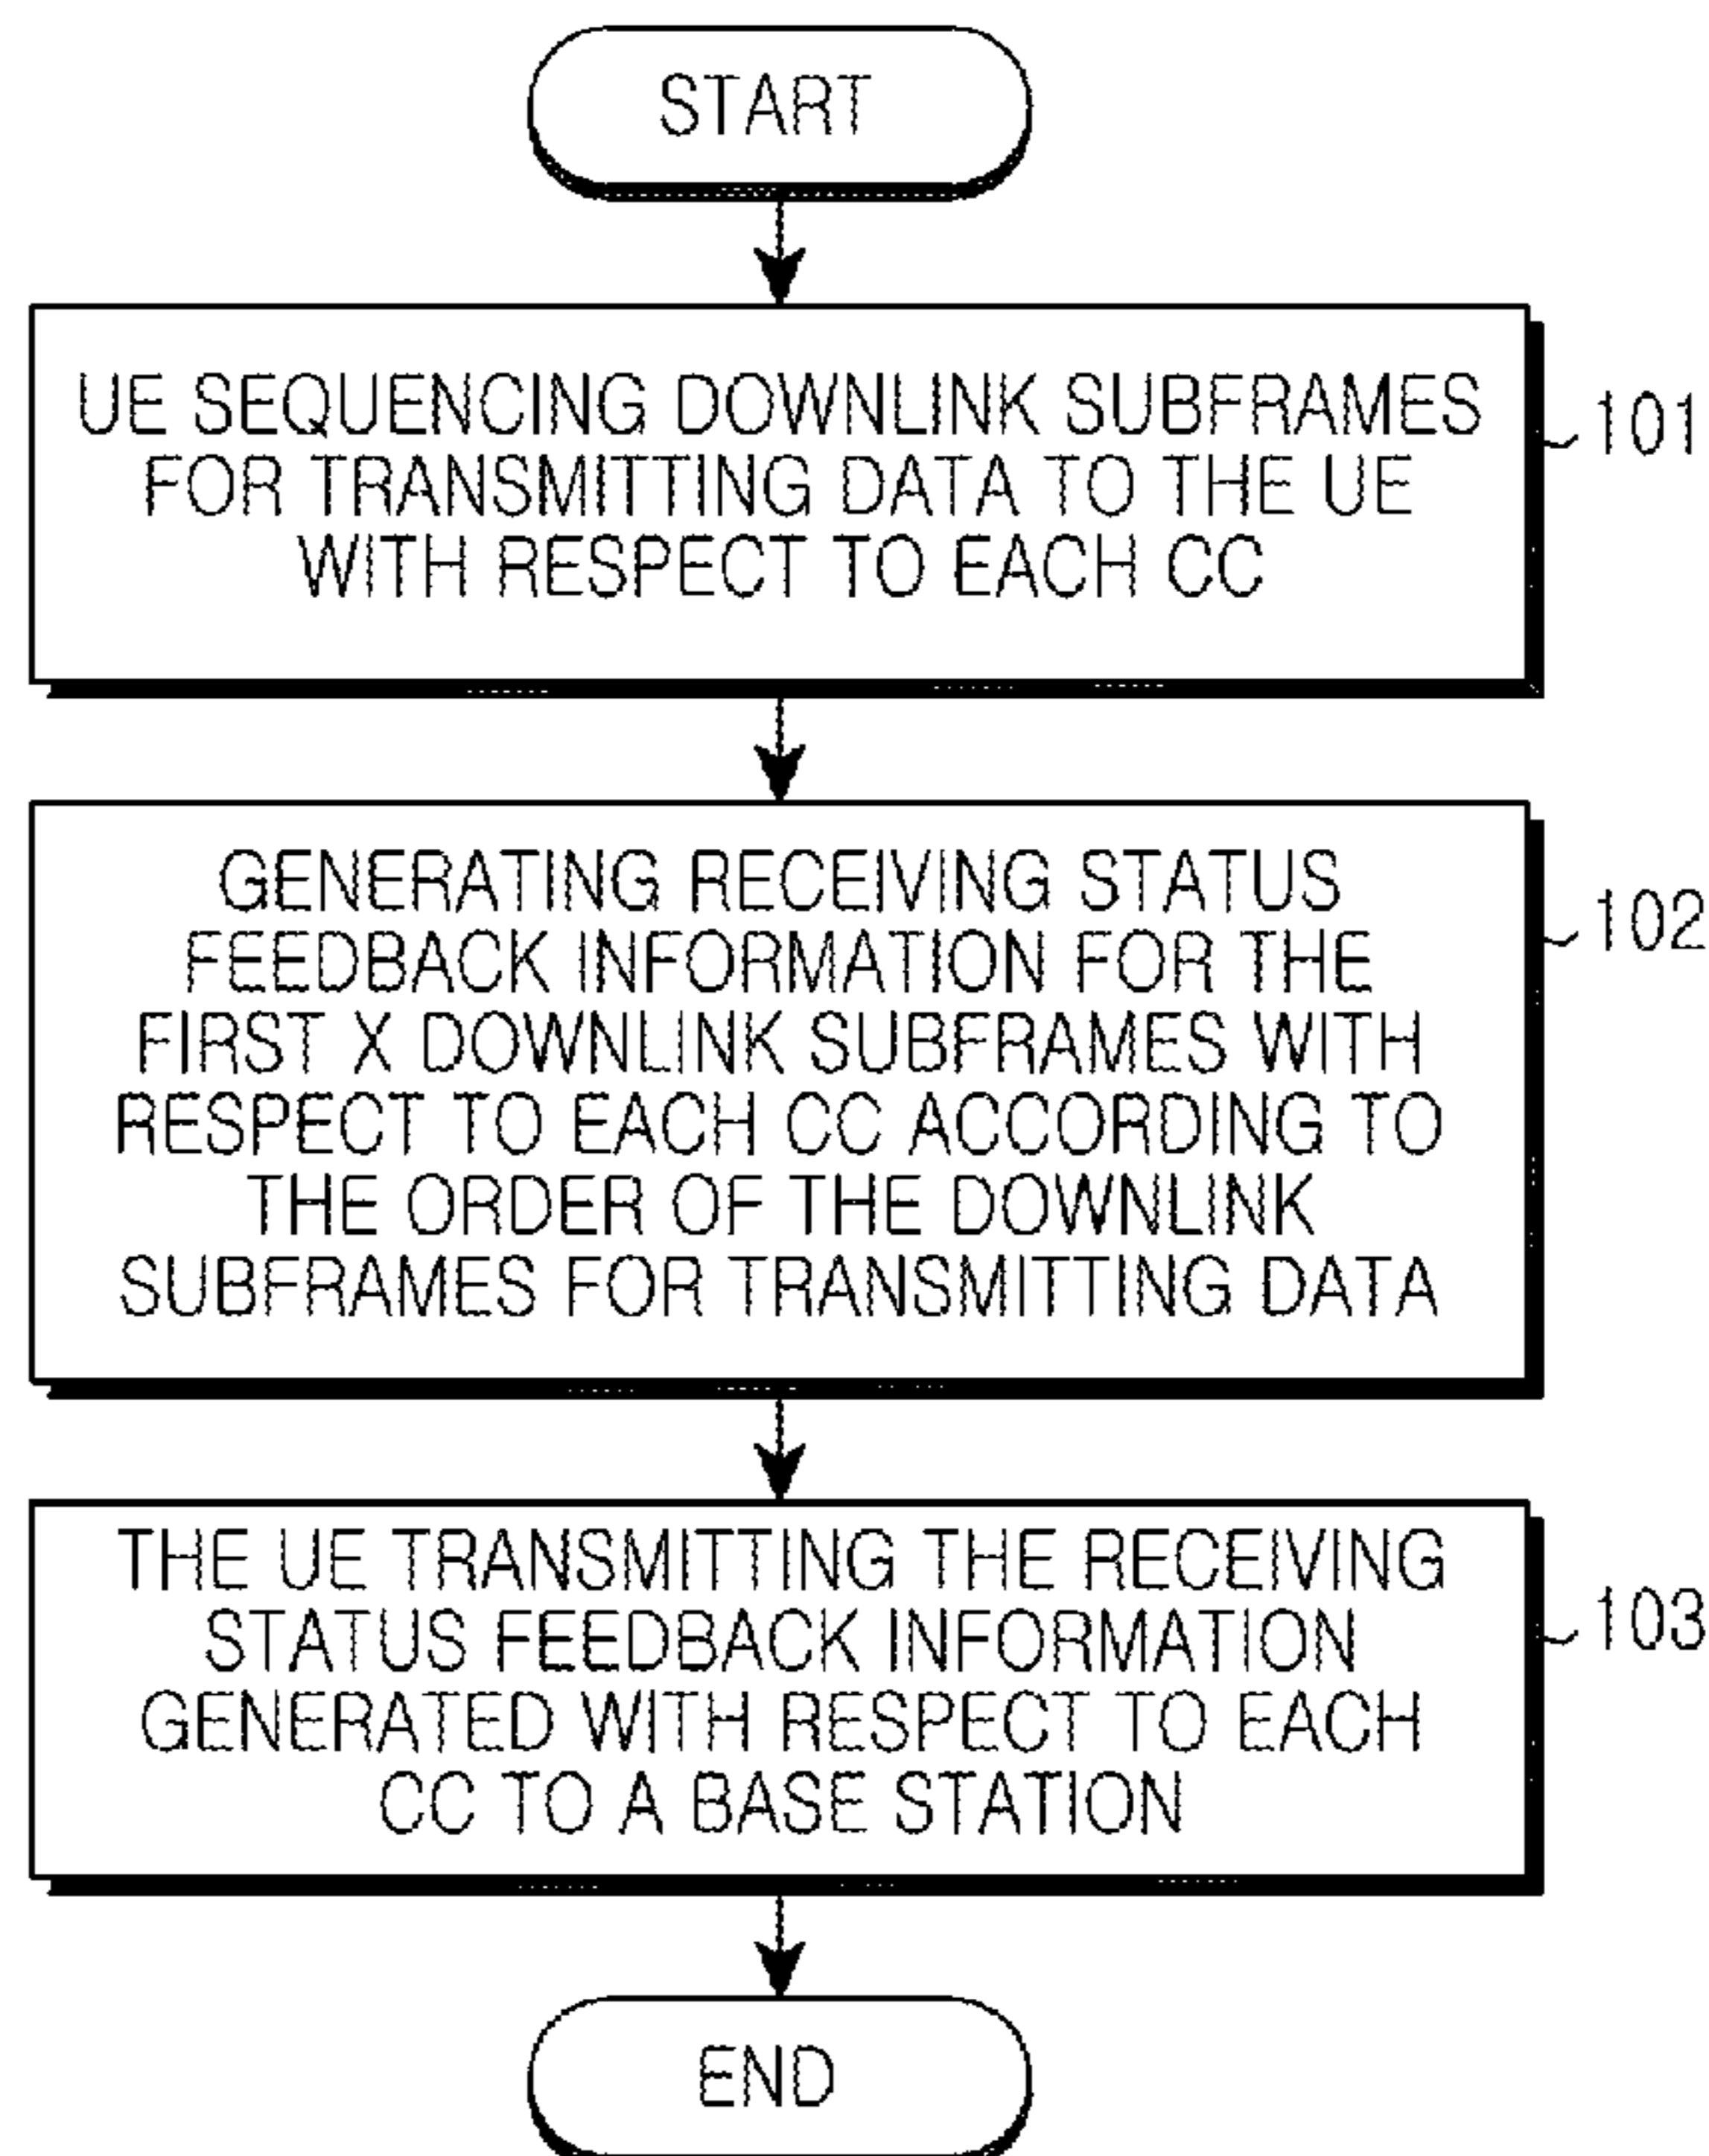 START
UE SEQUENCING DOWNLINK SUBFRAMES
FOR TRANSMITTING DATA TO THE UE
WITH RESPECT TO EACH CC
101
GENERATING RECEIVING STATUS
FEEDBACK INFORMATION FOR THE
FIRST X DOWNLINK SUBFRAMES WITH
RESPECT TO EACH CC ACCORDING TO
THE ORDER OF THE DOWNLINK
SUBFRAMES FOR TRANSMITTING DATA
102
THE UE TRANSMITTING THE RECEIVING
STATUS FEEDBACK INFORMATION
GENERATED WITH RESPECT TO EACH
CC TO A BASE STATION
103
END